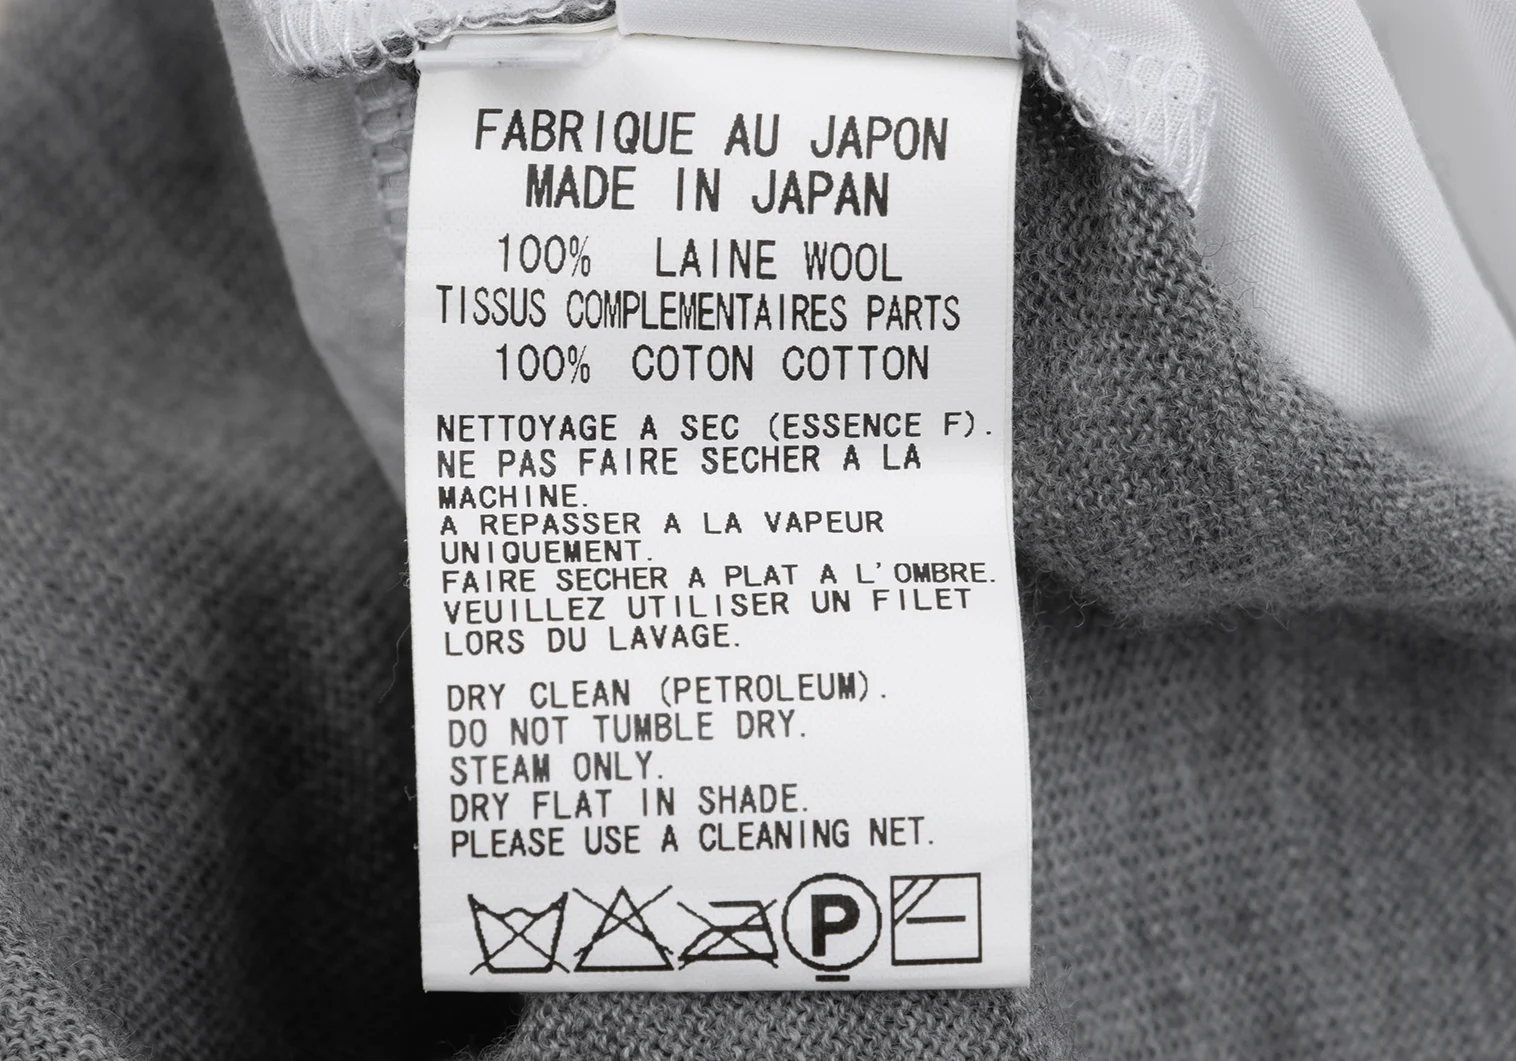 FABRIQUE AU JAPON
MADE IN JAPAN
100% LAINE WOOL
TISSUS COMPLEMENTAIRES PARTS
100% COTON COTTON
NETTOYAGE A SEC (ESSENCE F).
NE PAS FAIRE SECHER A LA
MACHINE.
A REPASSER A LA VAPEUR
UNIQUEMENT.
FAIRE SECHER A PLAT A L'OMBRE.
VEUILLEZ UTILISER UN FILET
LORS DU LAVAGE.
DRY CLEAN (PETROLEUM).
DO NOT TUMBLE DRY.
STEAM ONLY.
DRY FLAT IN SHADE.
PLEASE USE A CLEANING NET.
P